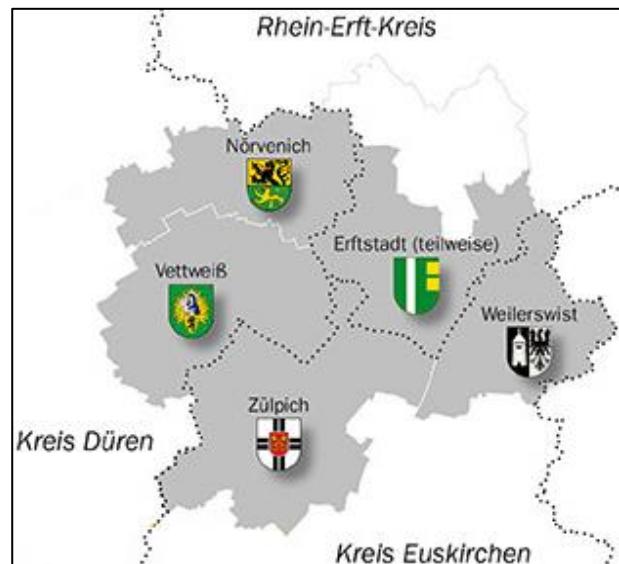 Rhein-Erft-Kreis
Nörvenich
Erftstadt (teilweise)
Vettweiß
Weilerswist
Zülpich
Kreis Düren
Kreis Euskirchen